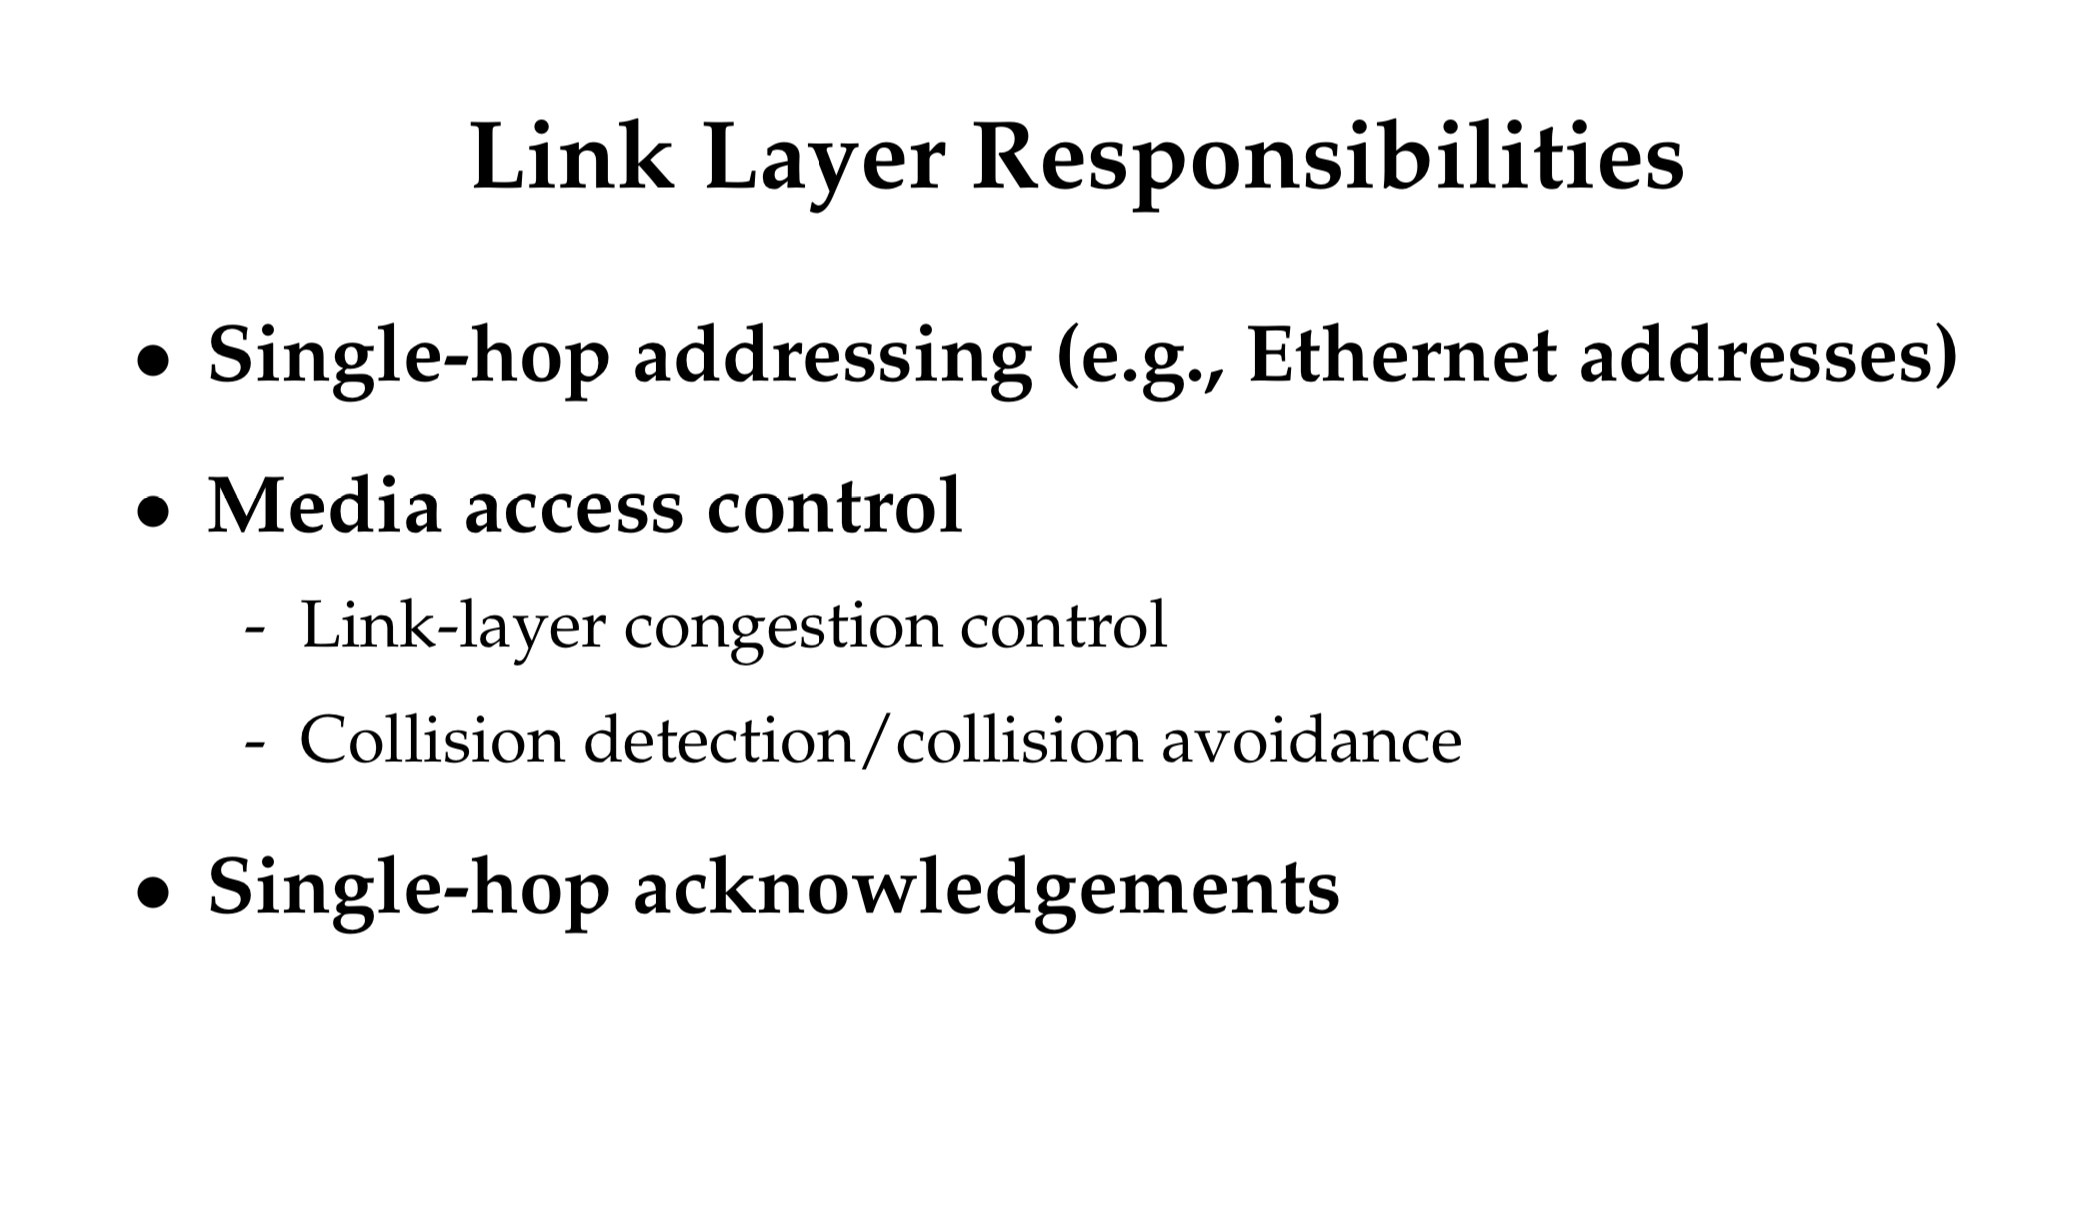 Link Layer Responsibilities
• Single-hop addressing (e.g., Ethernet addresses)
• Media access control
- Link-layer congestion control
- Collision detection/collision avoidance
• Single-hop acknowledgements